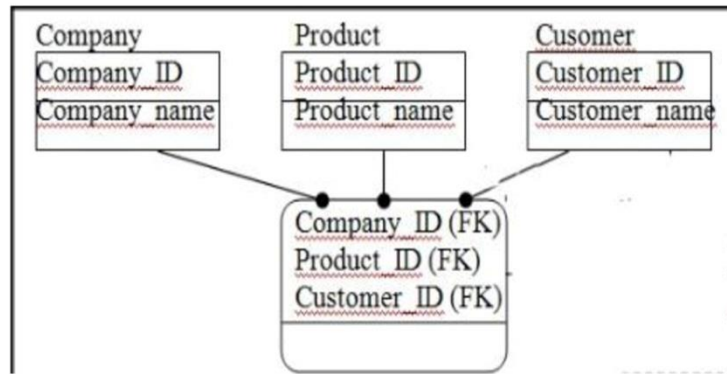 Company
Company_ID
Company_name
Product
Product_ID
Product_name
Cusomer
Customer_ID
Customer_name
Company_ID (FK)
Product_ID (FK)
Customer_ID (FK)